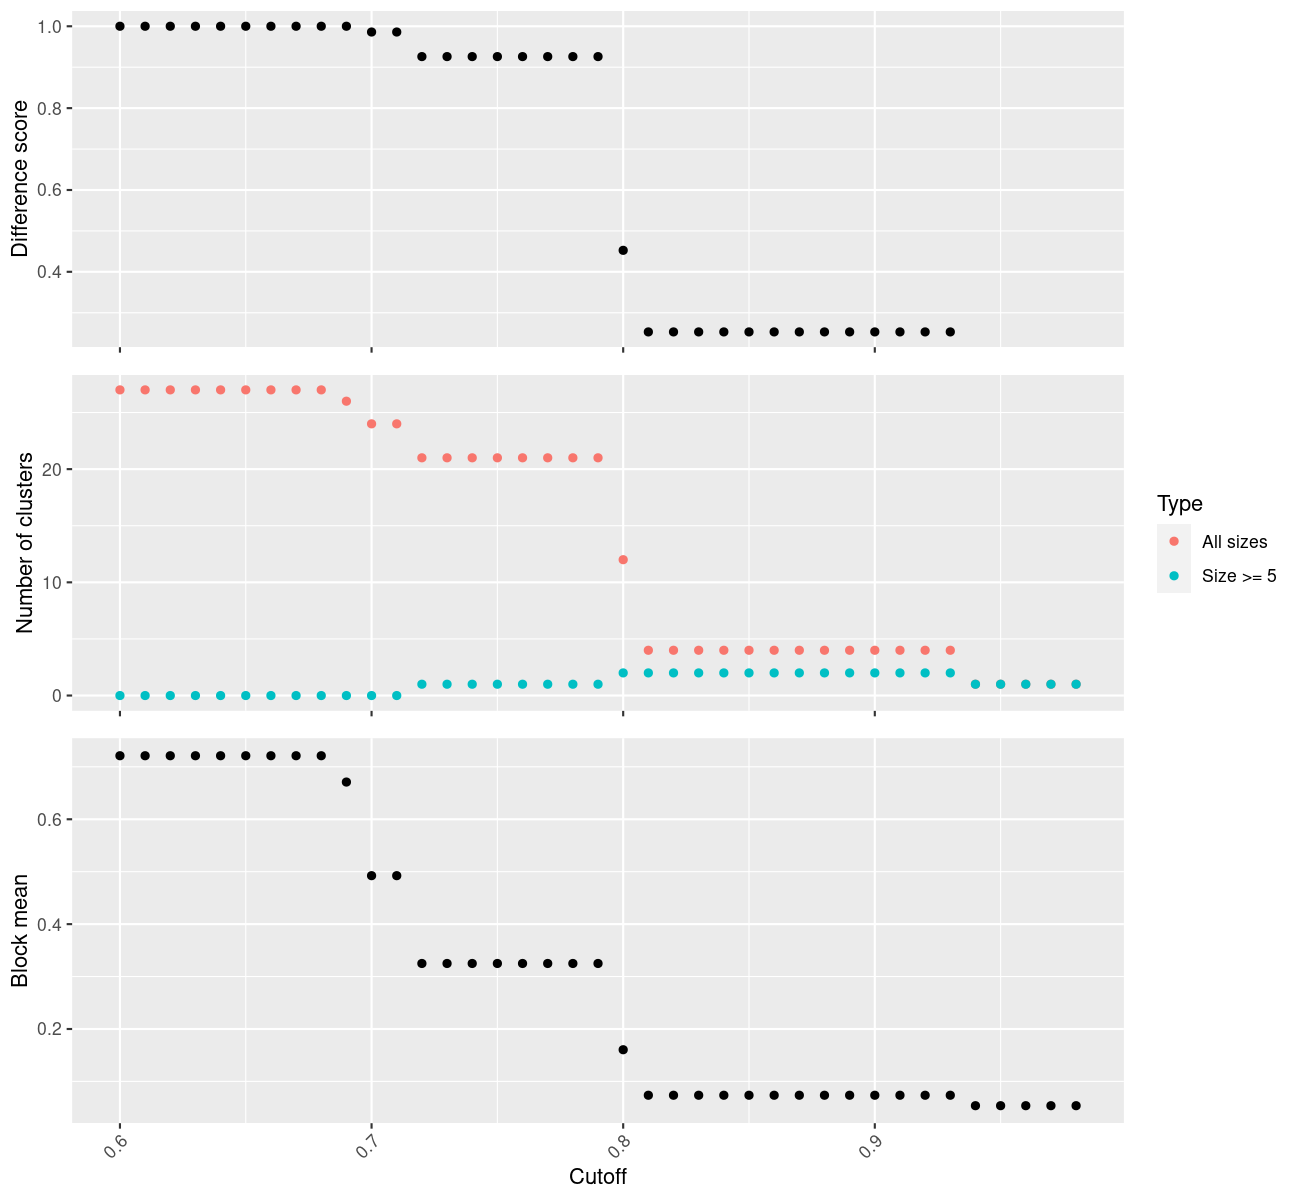 Difference score
1.0
0.8
0.6
0.4
Number of clusters
20
10
0
Type
All sizes
Size >= 5
Block mean
0.6
0.4
0.2
0.6
0.7
0.8
0.9
Cutoff